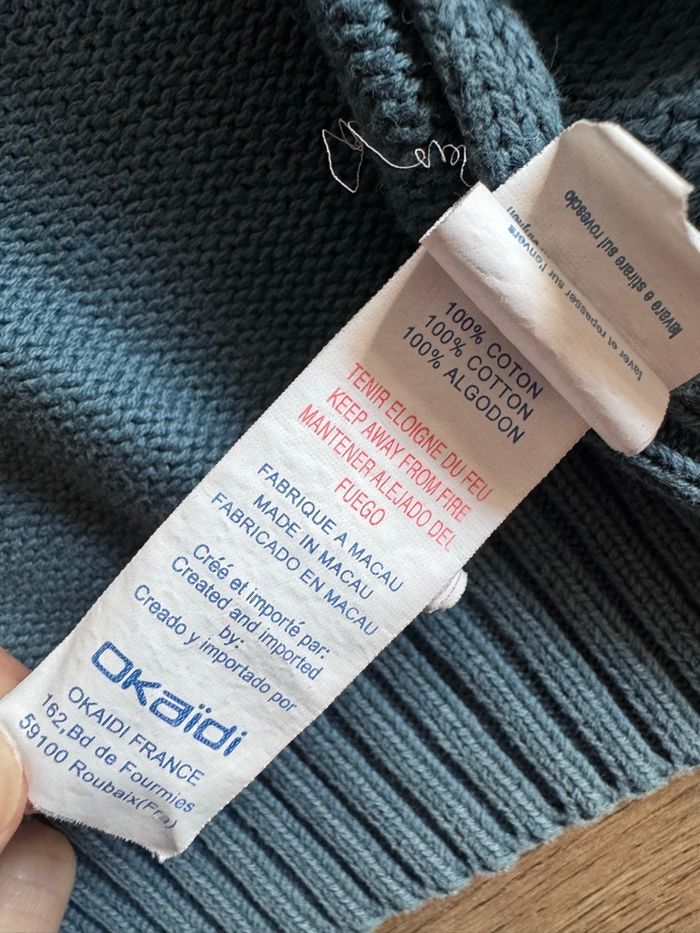 lavare e stirare sul rovescio
laver et repasser sur l'envers
100% COTON
100% COTTON
100% ALGODON
TENIR ELOIGNE DU FEU
KEEP AWAY FROM FIRE
MANTENER ALEJADO DEL
FUEGO
FABRIQUE A MACAU
MADE IN MACAU
FABRICADO EN MACAU
Créé et importé par:
Created and imported
by:
Creado y importado por
OKaïdi
OKAIDI FRANCE
162,Bd de Fourmies
59100 Roubaix(Fra)